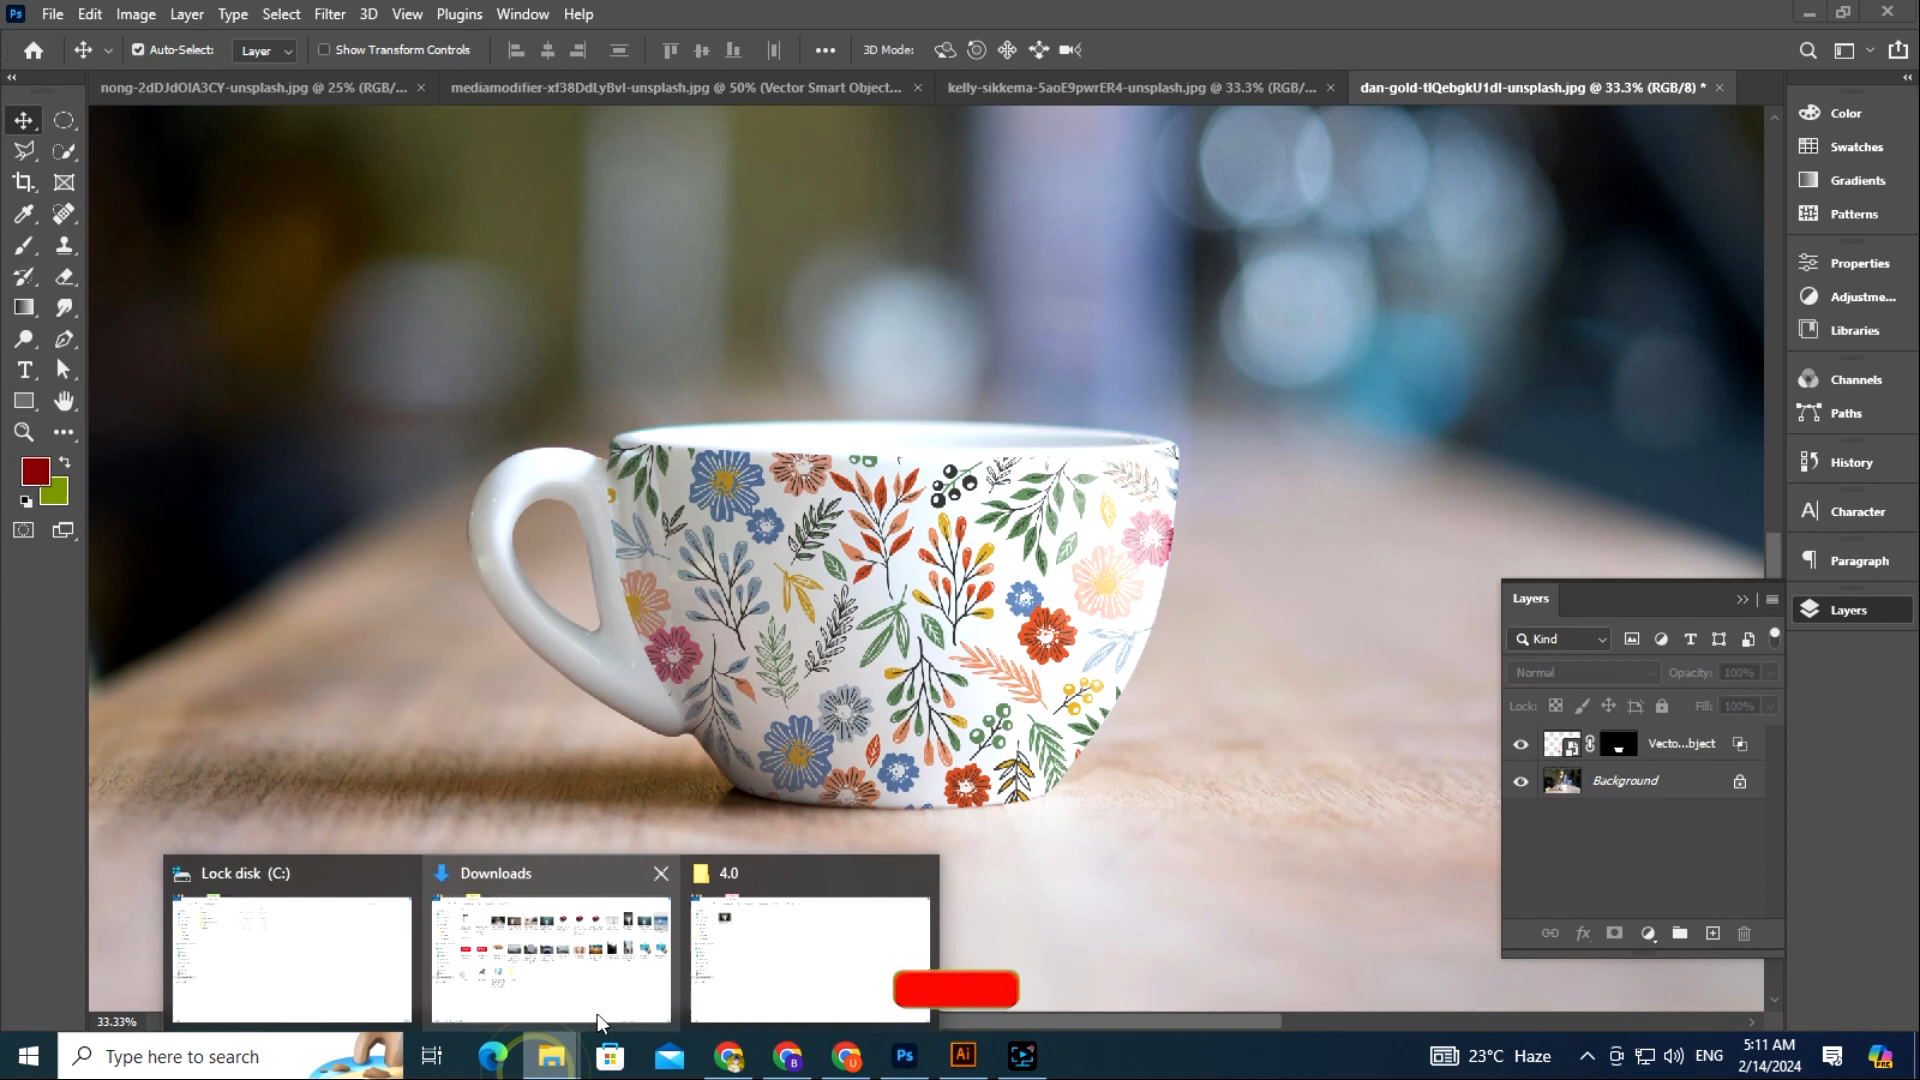 Ps File Edit Image Layer Type Select Filter 3D View Plugins Window Help
Auto-Select: Layer Show Transform Controls 3D Mode:
nong-2dDJdOIA3CY-unsplash.jpg @ 25% (RGB/... mediamodifier-xf38DdLyBvI-unsplash.jpg @ 50% (Vector Smart Object... kelly-sikkema-5aoE9pwrER4-unsplash.jpg @ 33.3% (RGB/... dan-gold-tIQebgkU1dI-unsplash.jpg @ 33.3% (RGB/8) *
Color
Swatches
Gradients
Patterns
Properties
Adjustme...
Libraries
Channels
Paths
History
Character
Paragraph
Layers
Layers
Kind
Normal Opacity: 100%
Lock: Fill: 100%
Vecto...bject
Background
Lock disk (C:) Downloads 4.0
33.33%
Type here to search Ps Ai 23°C Haze ENG 5:11 AM
2/14/2024